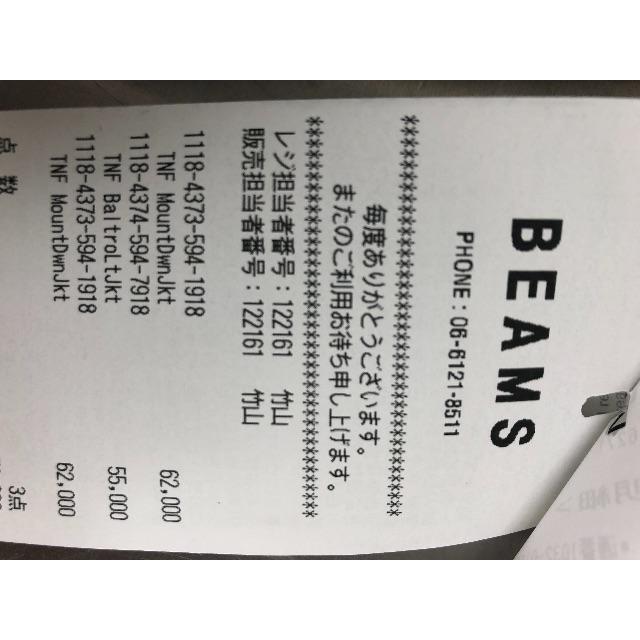 BEAMS
PHONE：06-6121-8511
********************************
毎度ありがとうございます。
またのご利用お待ち申し上げます。
********************************
レジ担当者番号：122161 竹山
販売担当者番号：122161 竹山
1118-4373-594-1918
TNF MountDwnJkt 62,000
1118-4374-594-7918
TNF BaltroLtJkt 55,000
1118-4373-594-1918
TNF MountDwnJkt 62,000
点 数 3点